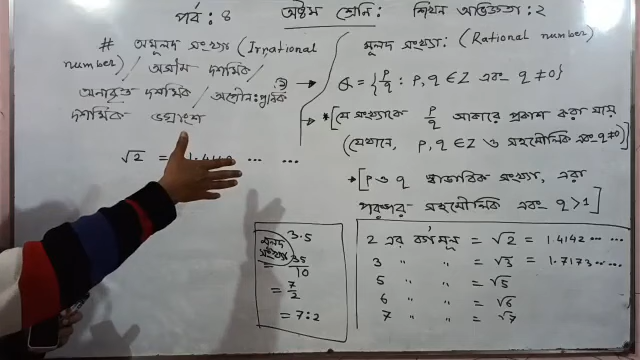 পর্ব: ৪ অষ্টম শ্রেণি: শিখন অভিজ্ঞতা: ২
# অমূলদ সংখ্যা (Irrational
number) / অসীম দশমিক /
অনাবৃত্ত দশমিক / অপৌনঃপুনিক
দশমিক ভগ্নাংশ
√2 = ... ...
মূলদ সংখ্যা: (Rational number)
Q = {p/q : p, q ∈ Z এবং q ≠ 0}
* [যে সংখ্যাকে p/q আকারে প্রকাশ করা যায়
(যেখানে, p, q ∈ Z ও সহমৌলিক এবং q ≠ 0)
* [p ও q স্বাভাবিক সংখ্যা, এরা
পরস্পর সহমৌলিক এবং q > 1]
3.5
মূলদ সংখ্যা
= 35/10
= 7/2
= 7:2
2 এর বর্গমূল = √2 = 1.4142 ... ...
3 " " = √3 = 1.7173 ... ...
5 " " = √5
6 " " = √6
7 " " = √7